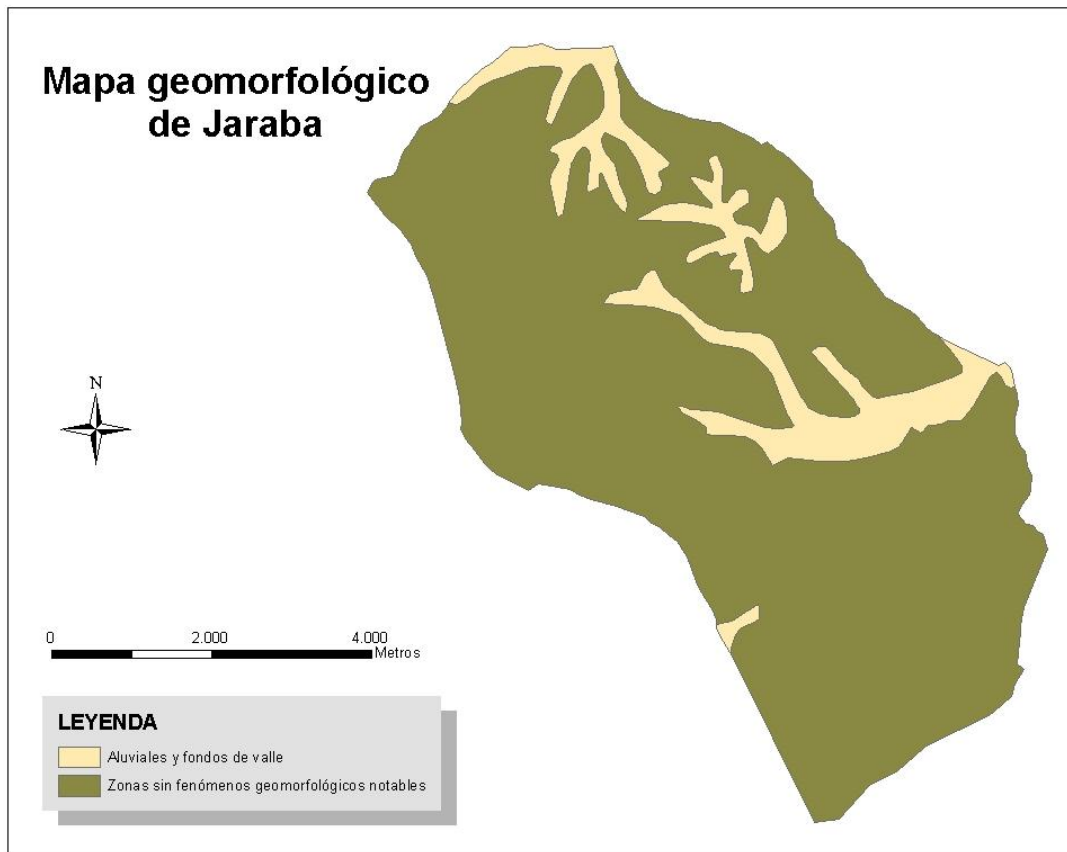 Mapa geomorfológico
de Jaraba
N
0 2.000 4.000
Metros
LEYENDA
Aluviales y fondos de valle
Zonas sin fenómenos geomorfológicos notables